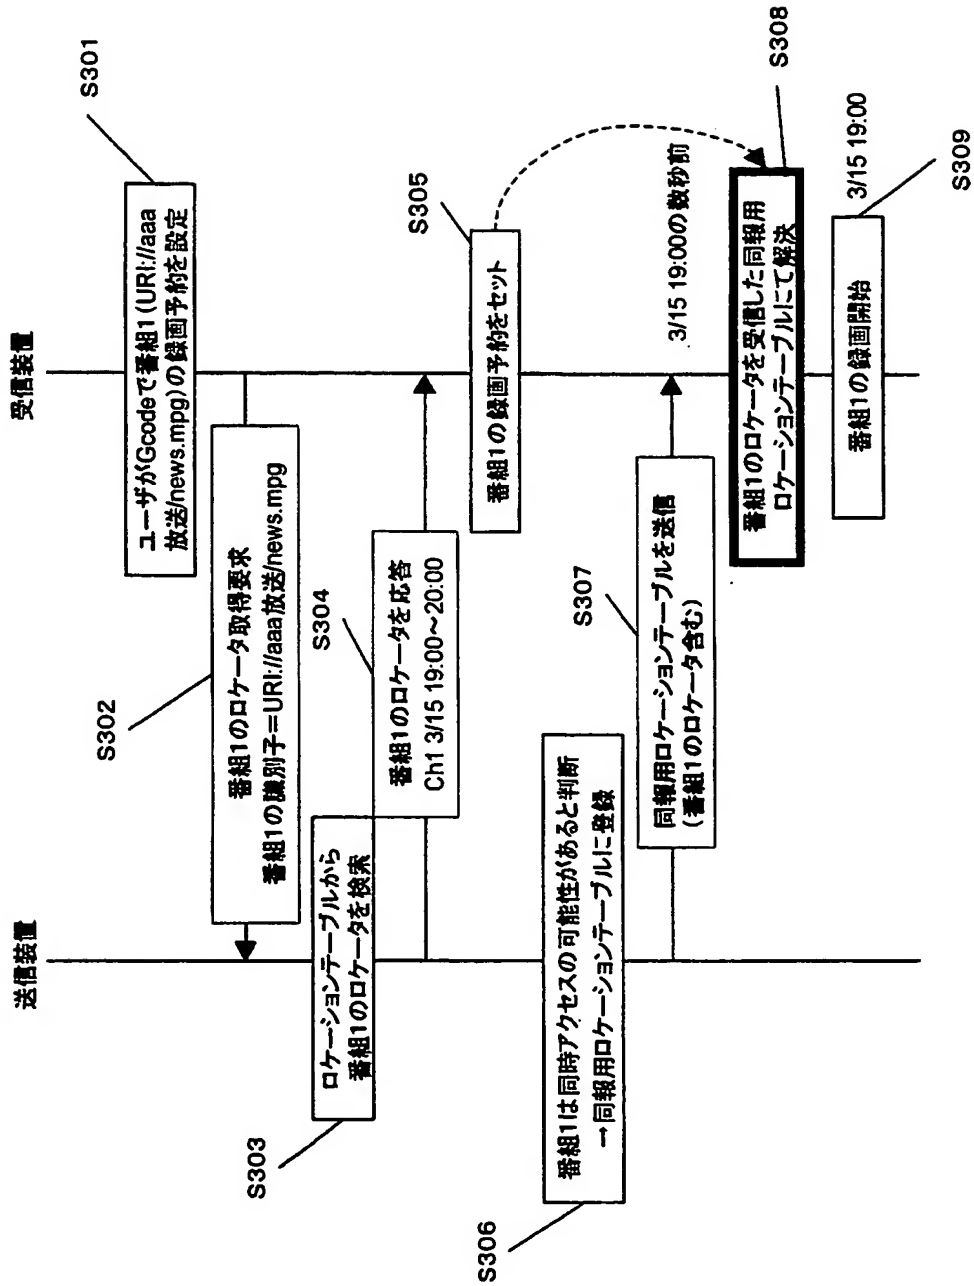 送信装置
受信装置
S301
ユーザがGcodeで番組1(URI://aaa
放送/news.mpg)の録画予約を設定
S302
番組1のロケータ取得要求
番組1の識別子=URI://aaa放送/news.mpg
S303
ロケーションテーブルから
番組1のロケータを検索
S304
番組1のロケータを応答
Ch1 3/15 19:00~20:00
S305
番組1の録画予約をセット
S306
番組1は同時アクセスの可能性があると判断
→同報用ロケーションテーブルに登録
S307
同報用ロケーションテーブルを送信
(番組1のロケータ含む)
3/15 19:00の数秒前
S308
番組1のロケータを受信した同報用
ロケーションテーブルにて解決
3/15 19:00
S309
番組1の録画開始